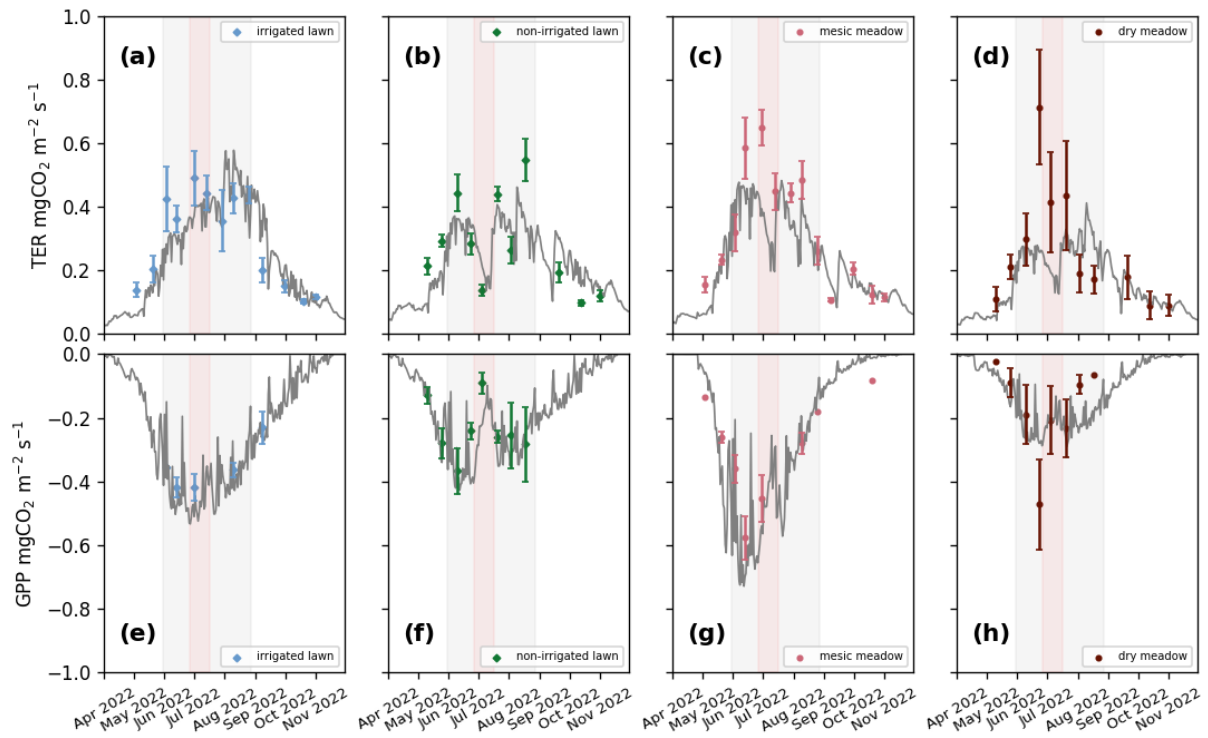 1.0
0.8
0.6
0.4
0.2
0.0
TER mgCO₂ m⁻² s⁻¹
(a)
irrigated lawn
(b)
non-irrigated lawn
(c)
mesic meadow
(d)
dry meadow
0.0
−0.2
−0.4
−0.6
−0.8
−1.0
GPP mgCO₂ m⁻² s⁻¹
(e)
irrigated lawn
(f)
non-irrigated lawn
(g)
mesic meadow
(h)
dry meadow
Apr 2022
May 2022
Jun 2022
Jul 2022
Aug 2022
Sep 2022
Oct 2022
Nov 2022
Apr 2022
May 2022
Jun 2022
Jul 2022
Aug 2022
Sep 2022
Oct 2022
Nov 2022
Apr 2022
May 2022
Jun 2022
Jul 2022
Aug 2022
Sep 2022
Oct 2022
Nov 2022
Apr 2022
May 2022
Jun 2022
Jul 2022
Aug 2022
Sep 2022
Oct 2022
Nov 2022